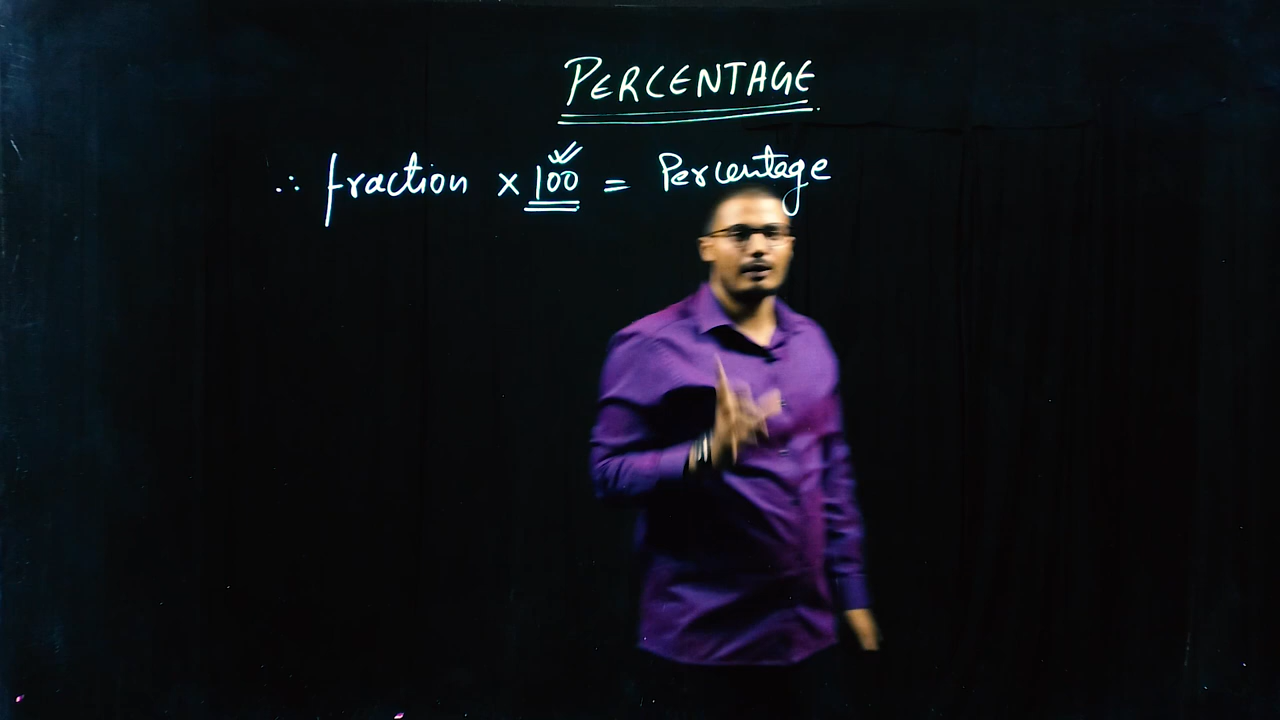 PERCENTAGE
∴ fraction × 100 = Percentage